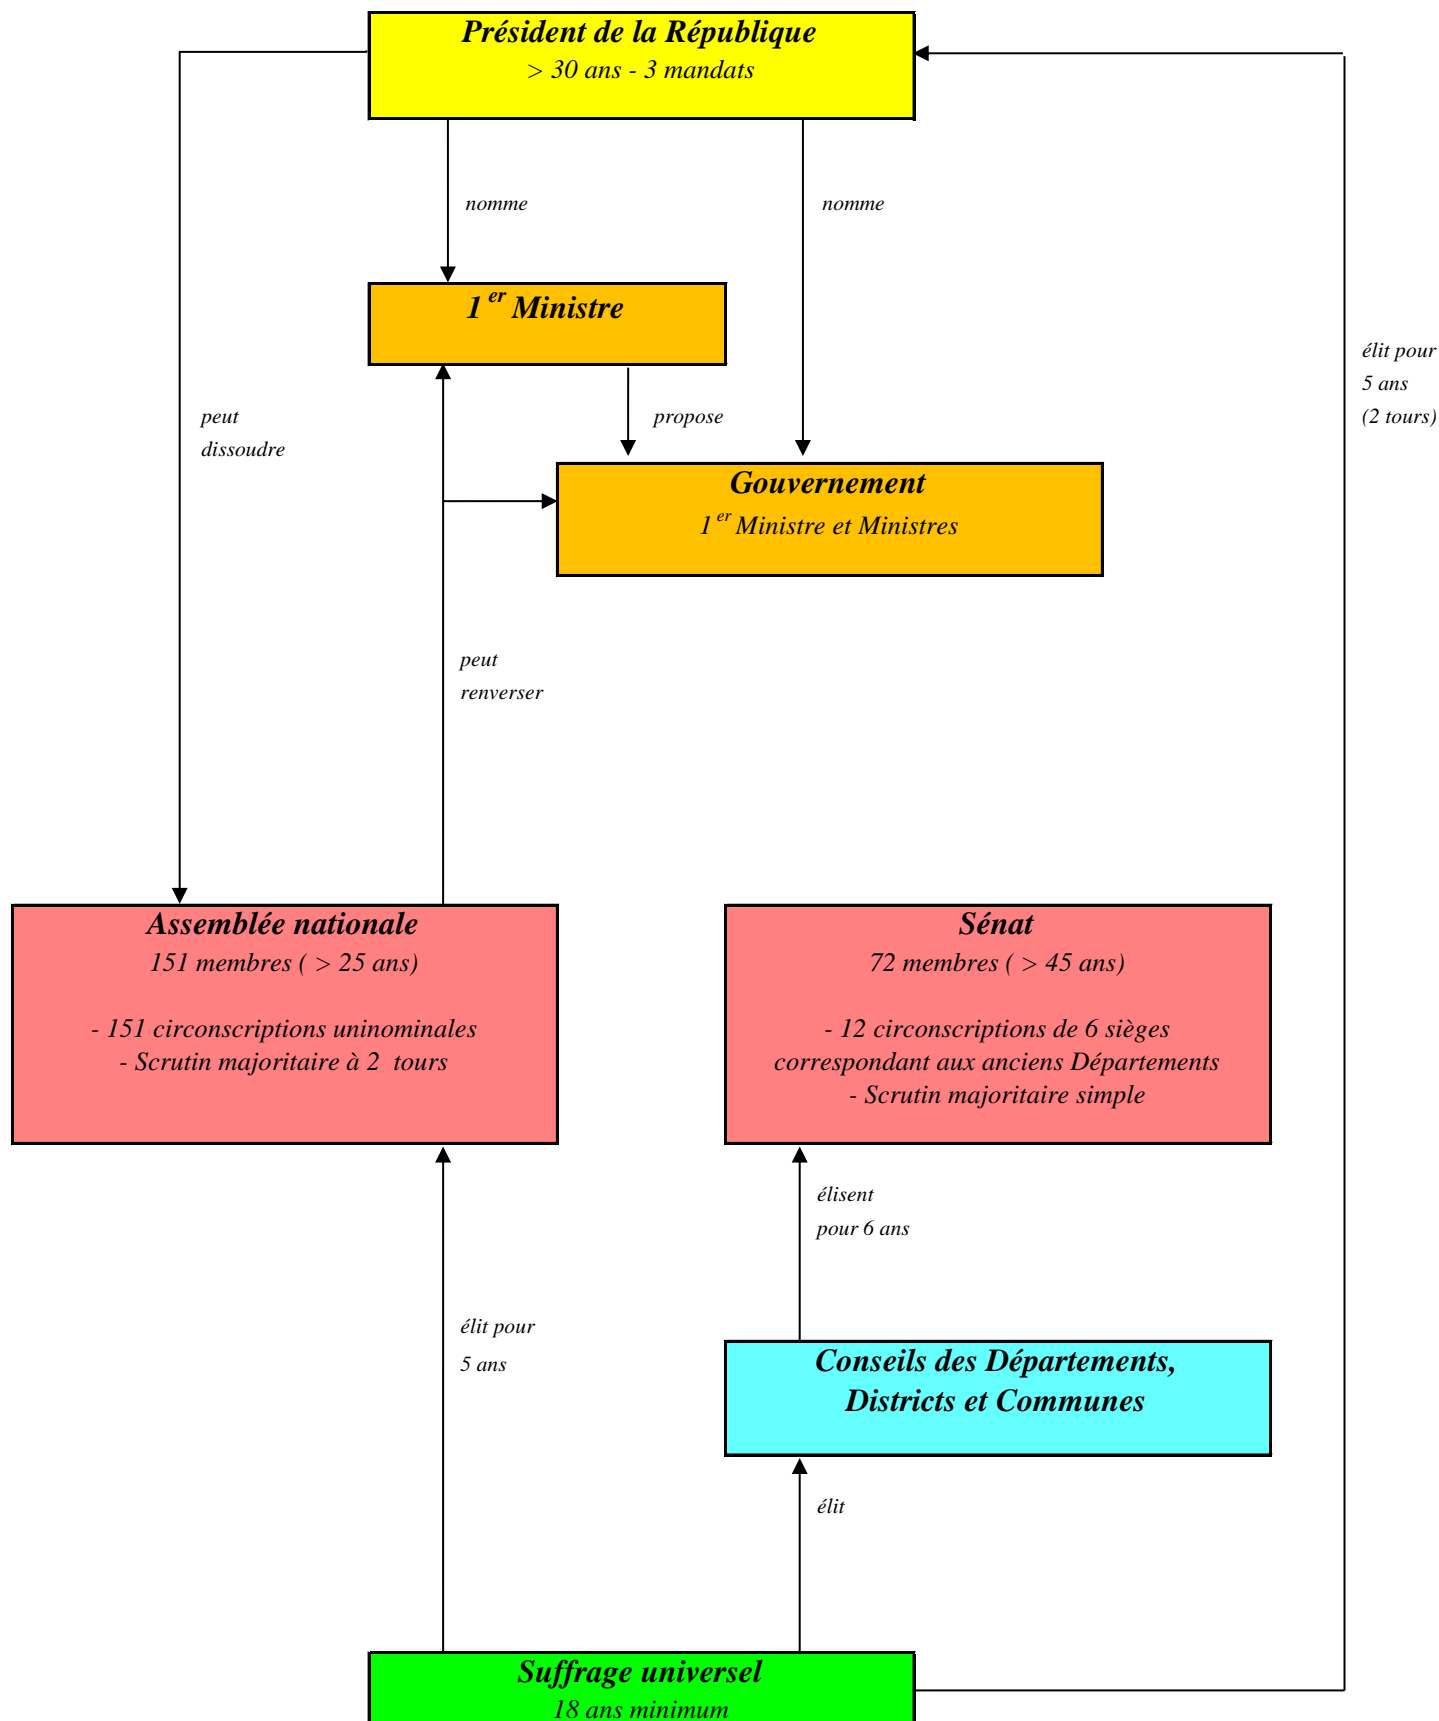 Président de la République
> 30 ans - 3 mandats
nomme
nomme
1er Ministre
élit pour
5 ans
(2 tours)
peut
dissoudre
propose
Gouvernement
1er Ministre et Ministres
peut
renverser
Assemblée nationale
151 membres ( > 25 ans)
- 151 circonscriptions uninominales
- Scrutin majoritaire à 2 tours
Sénat
72 membres ( > 45 ans)
- 12 circonscriptions de 6 sièges
correspondant aux anciens Départements
- Scrutin majoritaire simple
élisent
pour 6 ans
élit pour
5 ans
Conseils des Départements,
Districts et Communes
élit
Suffrage universel
18 ans minimum